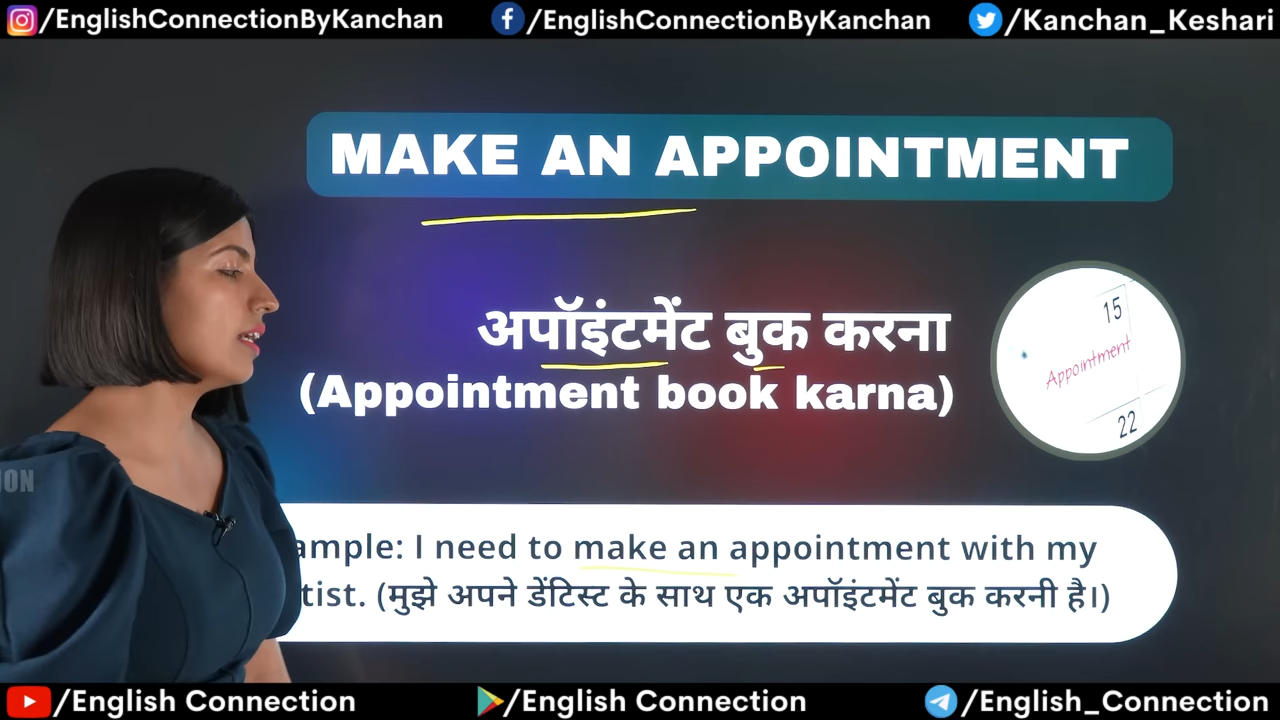 /EnglishConnectionByKanchan /EnglishConnectionByKanchan /Kanchan_Keshari
MAKE AN APPOINTMENT
अपॉइंटमेंट बुक करना
(Appointment book karna)
15
Appointment
22
ION
ample: I need to make an appointment with my
tist. (मुझे अपने डेंटिस्ट के साथ एक अपॉइंटमेंट बुक करनी है।)
/English Connection /English Connection /English_Connection